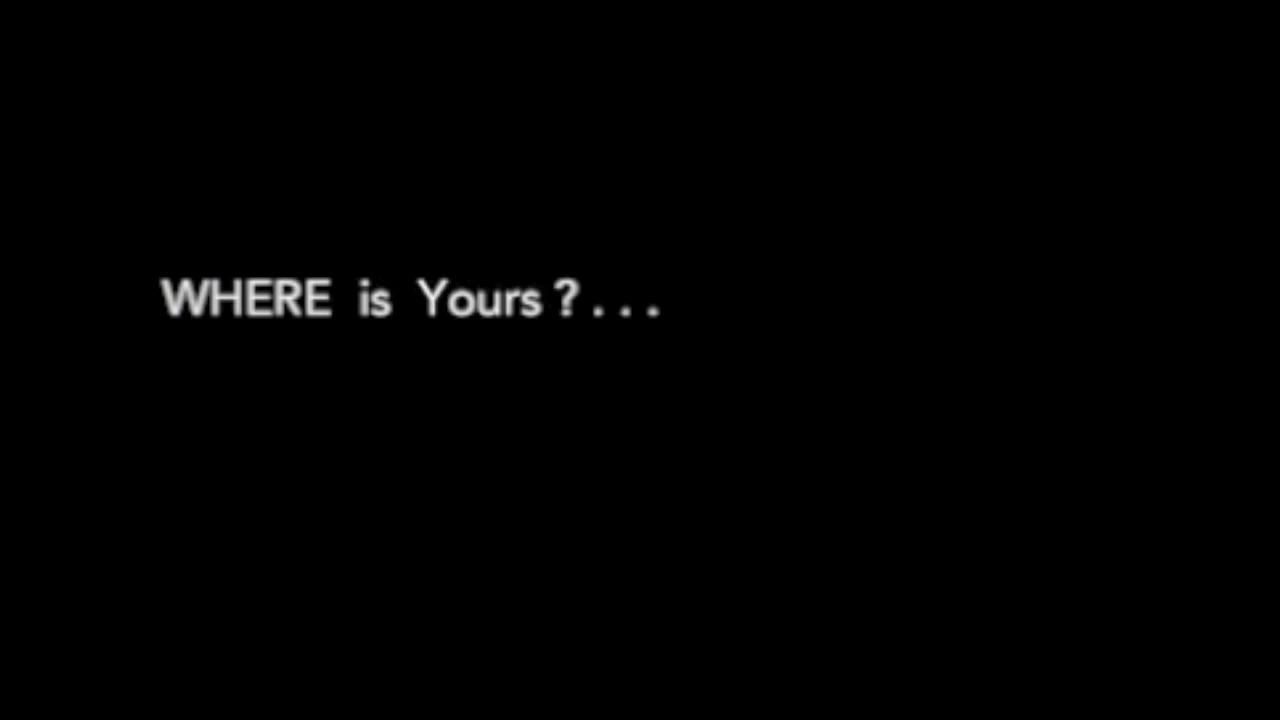 WHERE is Yours ? . . .